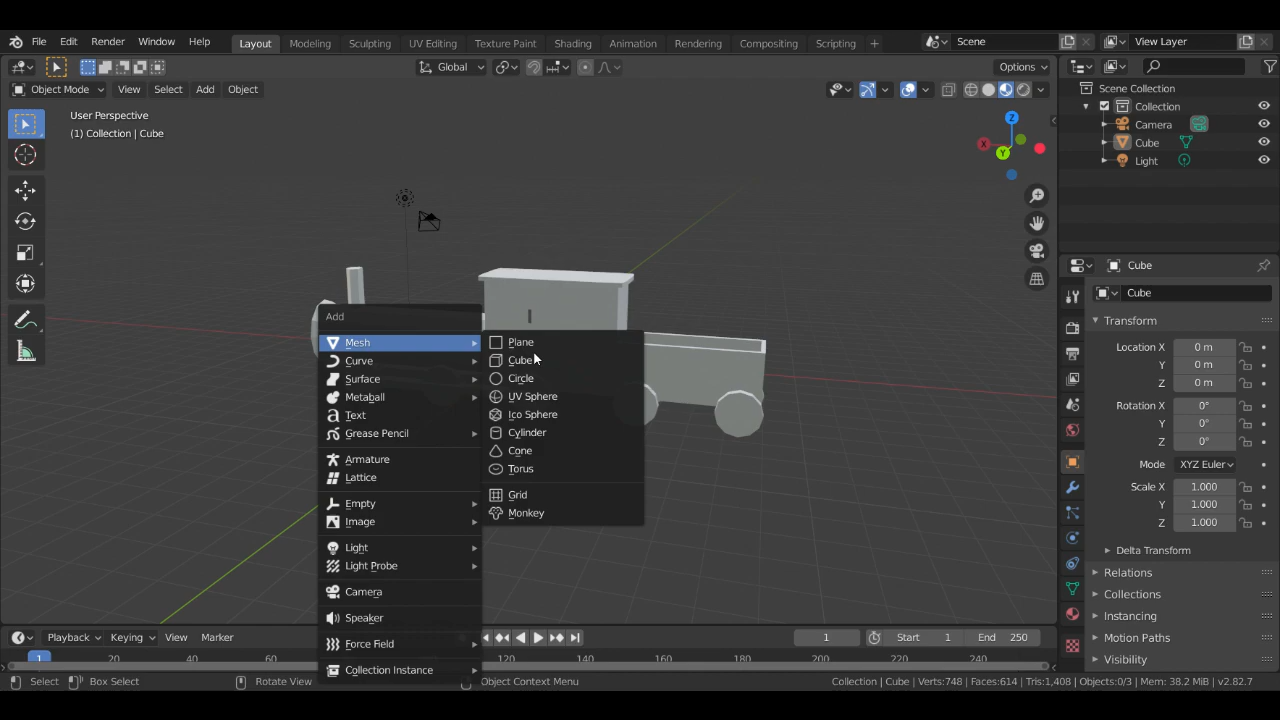 File Edit Render Window Help Layout Modeling Sculpting UV Editing Texture Paint Shading Animation Rendering Compositing Scripting + Scene View Layer
Global Options
Object Mode View Select Add Object
Scene Collection
Collection
Camera
Cube
Light
User Perspective
(1) Collection | Cube
Z
X
Y
Add
Mesh
Curve
Surface
Metaball
Text
Grease Pencil
Armature
Lattice
Empty
Image
Light
Light Probe
Camera
Speaker
Force Field
Collection Instance
Plane
Cube
Circle
UV Sphere
Ico Sphere
Cylinder
Cone
Torus
Grid
Monkey
Cube
Cube
Transform
Location X 0 m
Y 0 m
Z 0 m
Rotation X 0°
Y 0°
Z 0°
Mode XYZ Euler
Scale X 1.000
Y 1.000
Z 1.000
Delta Transform
Relations
Collections
Instancing
Motion Paths
Visibility
Playback Keying View Marker 1 Start 1 End 250
1 20 40 60 120 140 160 180 200 220 240
Select Box Select Rotate View Object Context Menu Collection | Cube | Verts:748 | Faces:614 | Tris:1,408 | Objects:0/3 | Mem: 38.2 MiB | v2.82.7